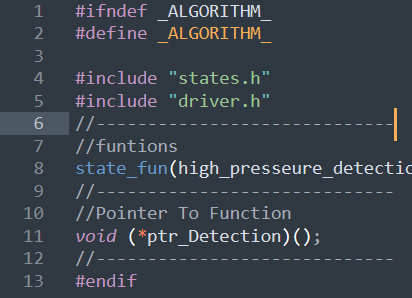 1 #ifndef _ALGORITHM_
2 #define _ALGORITHM_
3
4 #include "states.h"
5 #include "driver.h"
6 //-----------------------------
7 //funtions
8 state_fun(high_presseure_detectio
9 //-----------------------------
10 //Pointer To Function
11 void (*ptr_Detection)();
12 //-----------------------------
13 #endif